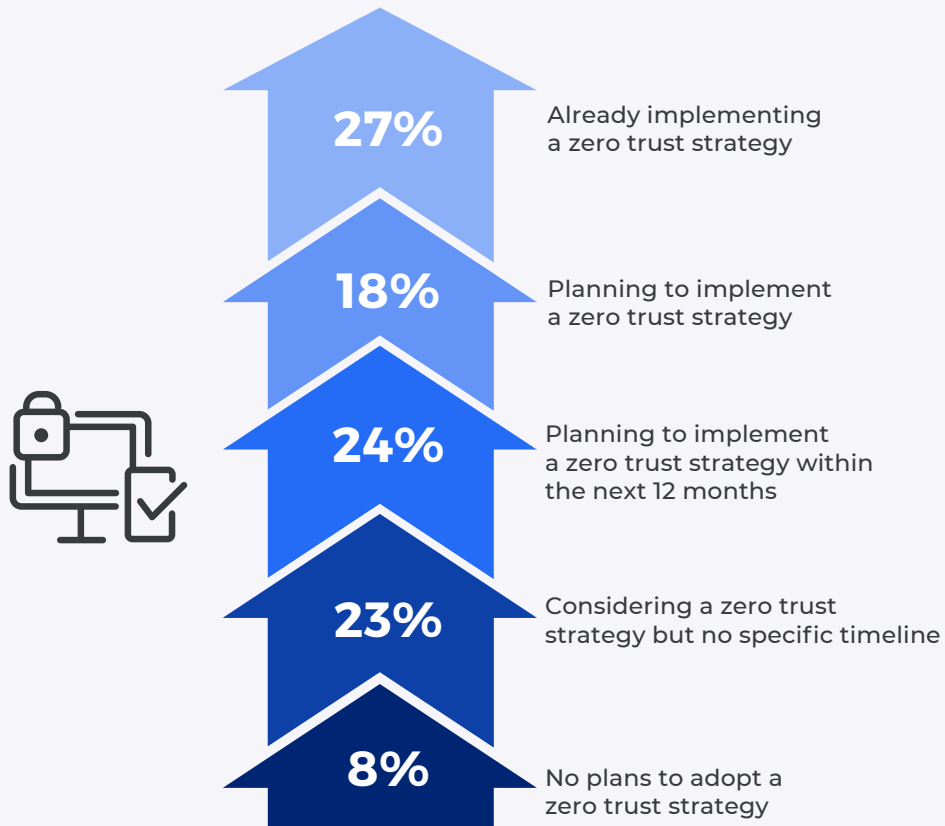 27%
Already implementing
a zero trust strategy
18%
Planning to implement
a zero trust strategy
24%
Planning to implement
a zero trust strategy within
the next 12 months
23%
Considering a zero trust
strategy but no specific timeline
8%
No plans to adopt a
zero trust strategy